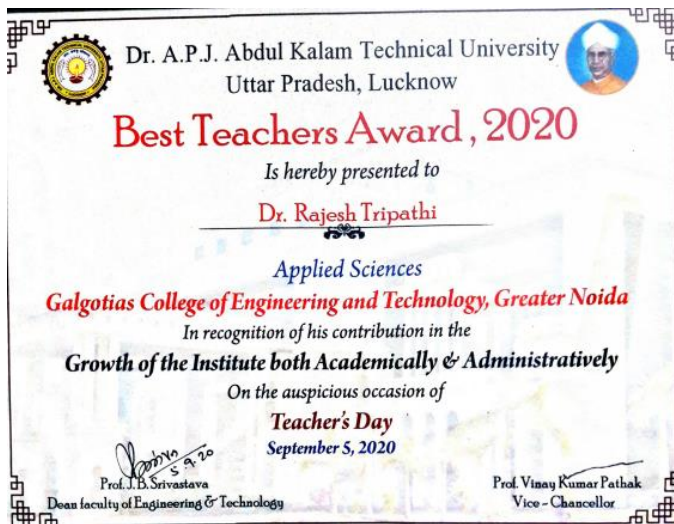 Dr. A.P.J. Abdul Kalam Technical University
Uttar Pradesh, Lucknow
Best Teachers Award, 2020
Is hereby presented to
Dr. Rajesh Tripathi
Applied Sciences
Galgotias College of Engineering and Technology, Greater Noida
In recognition of his contribution in the
Growth of the Institute both Academically & Administratively
On the auspicious occasion of
Teacher's Day
September 5, 2020
5.9.20
Prof. J.B. Srivastava
Dean faculty of Engineering & Technology
Prof. Vinay Kumar Pathak
Vice - Chancellor